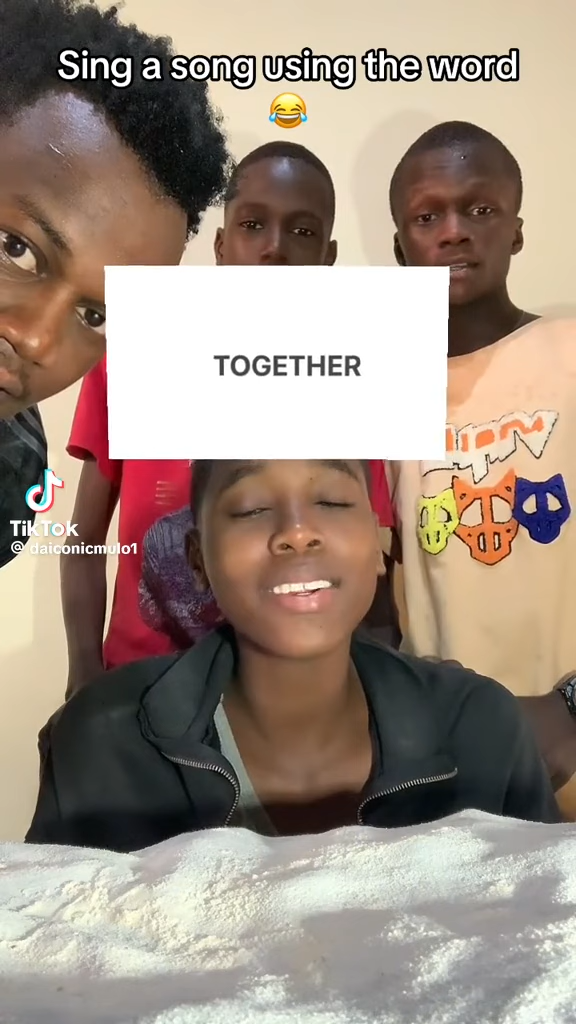 Sing a song using the word
😂
TOGETHER
TikTok
@daiconicmulo1